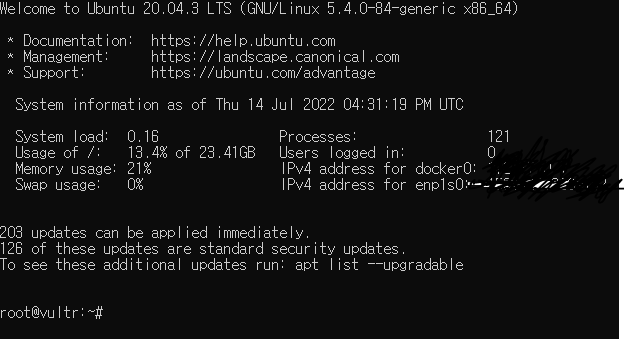 Welcome to Ubuntu 20.04.3 LTS (GNU/Linux 5.4.0-84-generic x86_64)
* Documentation:  https://help.ubuntu.com
* Management:     https://landscape.canonical.com
* Support:        https://ubuntu.com/advantage
System information as of Thu 14 Jul 2022 04:31:19 PM UTC
System load:  0.16              Processes:                121
Usage of /:   13.4% of 23.41GB  Users logged in:          0
Memory usage: 21%               IPv4 address for docker0:
Swap usage:   0%                IPv4 address for enp1s0:
203 updates can be applied immediately.
126 of these updates are standard security updates.
To see these additional updates run: apt list --upgradable
root@vultr:~#